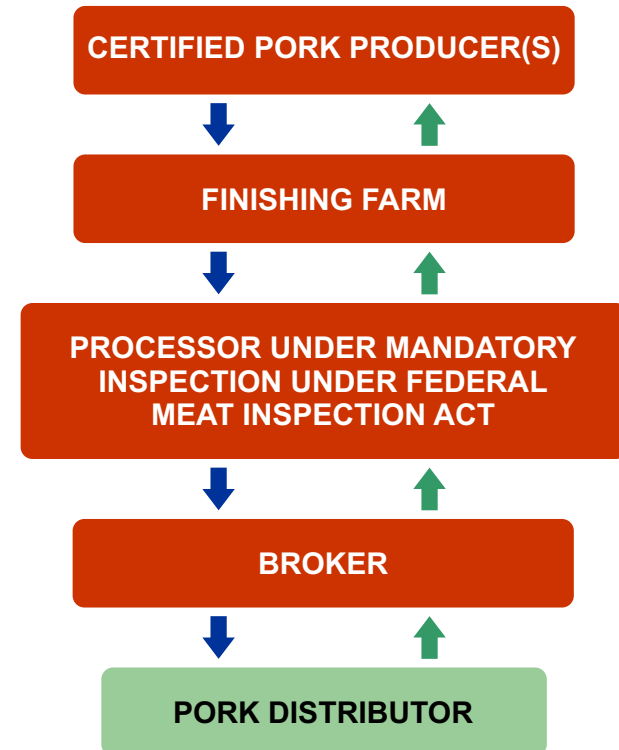 CERTIFIED PORK PRODUCER(S)
FINISHING FARM
PROCESSOR UNDER MANDATORY
INSPECTION UNDER FEDERAL
MEAT INSPECTION ACT
BROKER
PORK DISTRIBUTOR